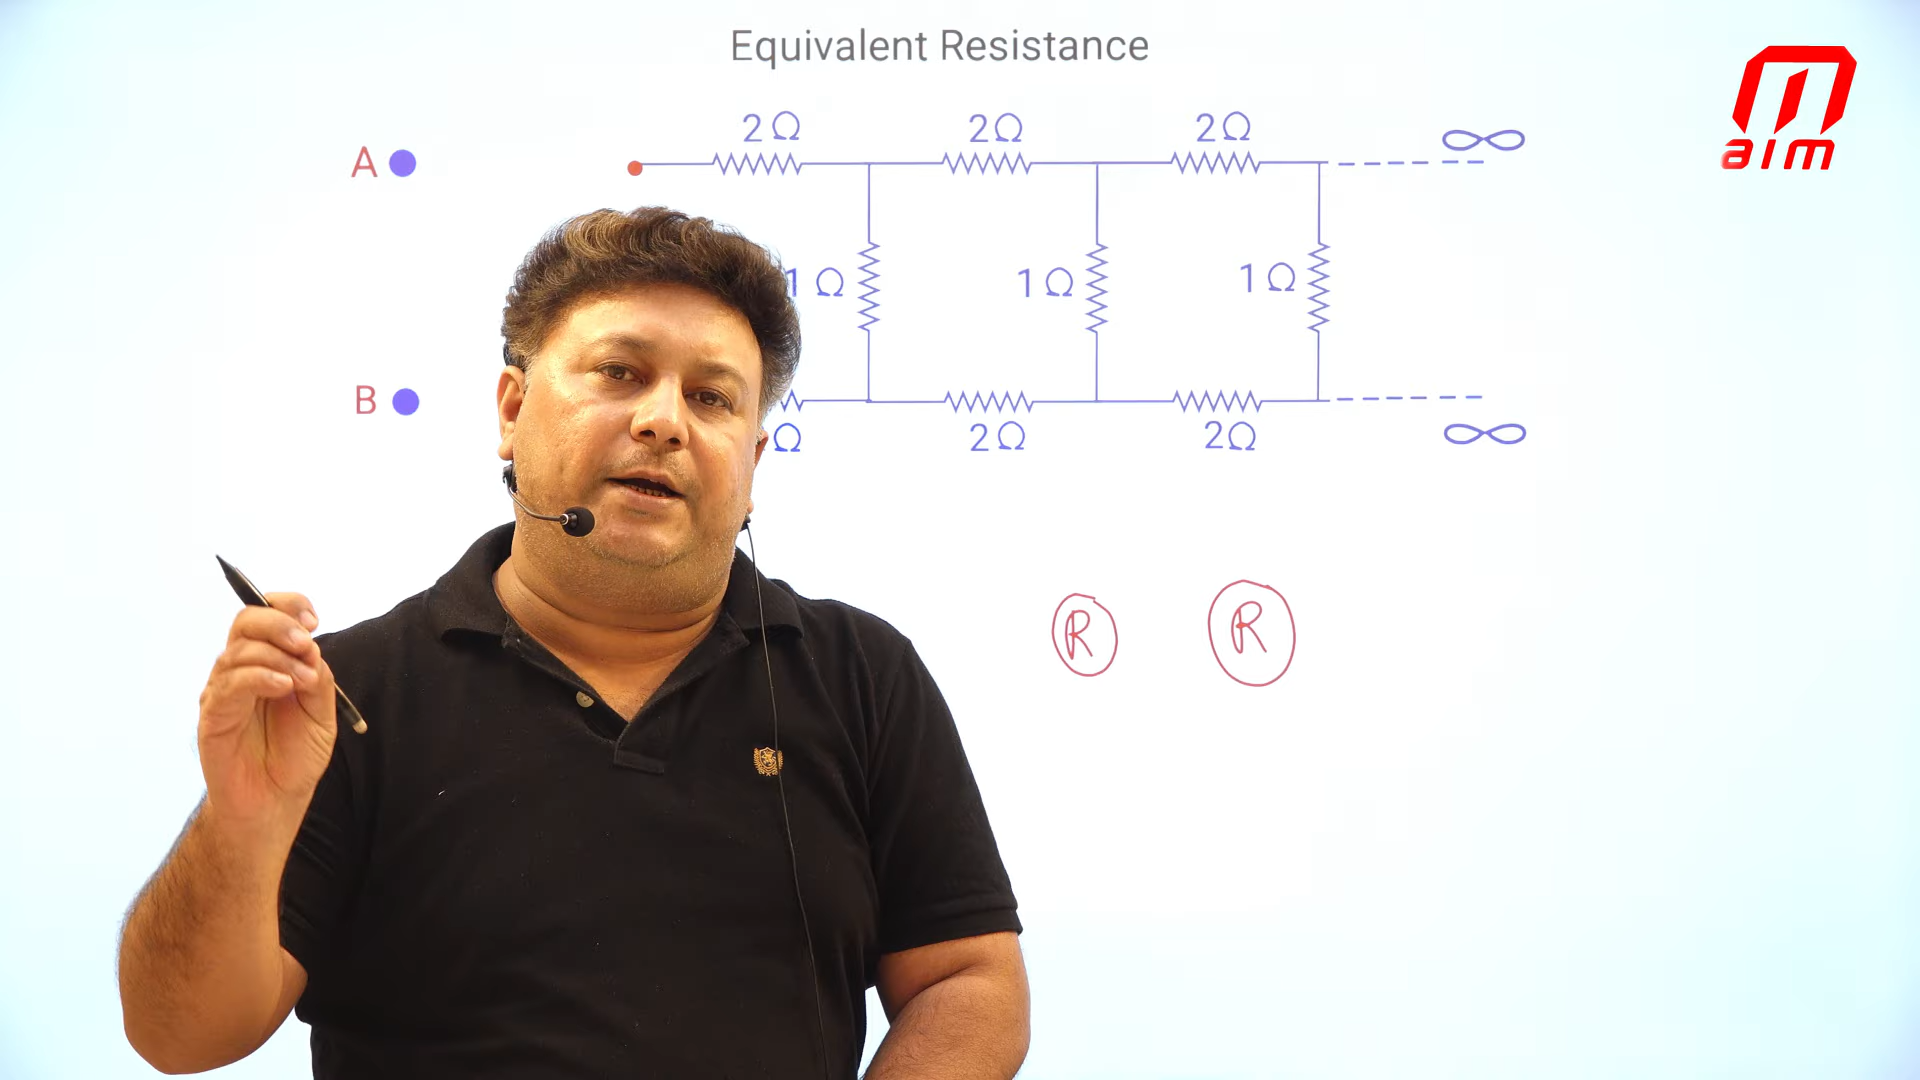 Equivalent Resistance
2Ω 2Ω 2Ω ∞
A
aim
1Ω 1Ω 1Ω
B
Ω 2Ω 2Ω ∞
R R